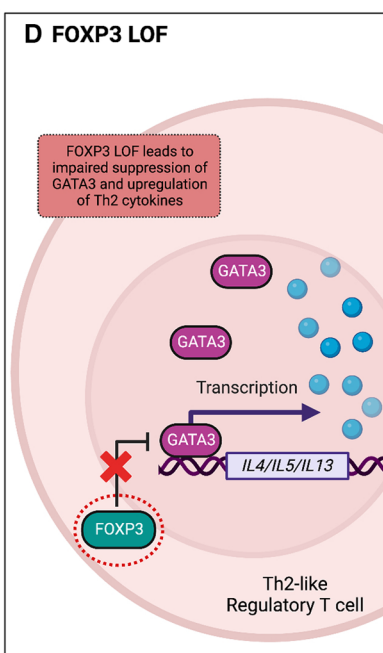 D FOXP3 LOF
FOXP3 LOF leads to
impaired suppression of
GATA3 and upregulation
of Th2 cytokines
GATA3
GATA3
Transcription
GATA3
IL4/IL5/IL13
FOXP3
Th2-like
Regulatory T cell